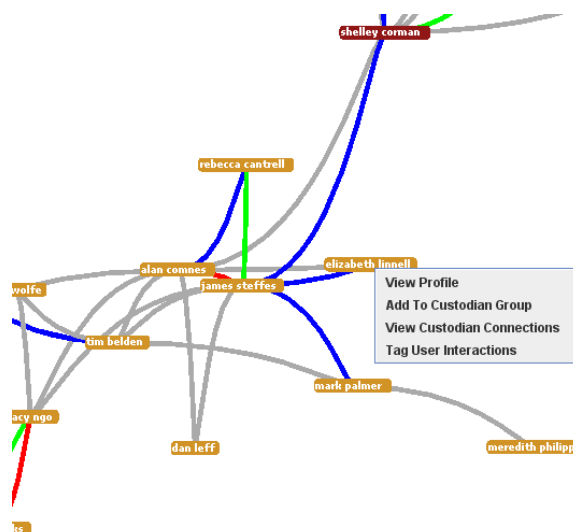 shelley corman
rebecca cantrell
elizabeth linnell
alan comnes
james steffes
wolfe
View Profile
Add To Custodian Group
View Custodian Connections
Tag User Interactions
tim belden
mark palmer
acy ngo
dan leff
meredith philipp
ks